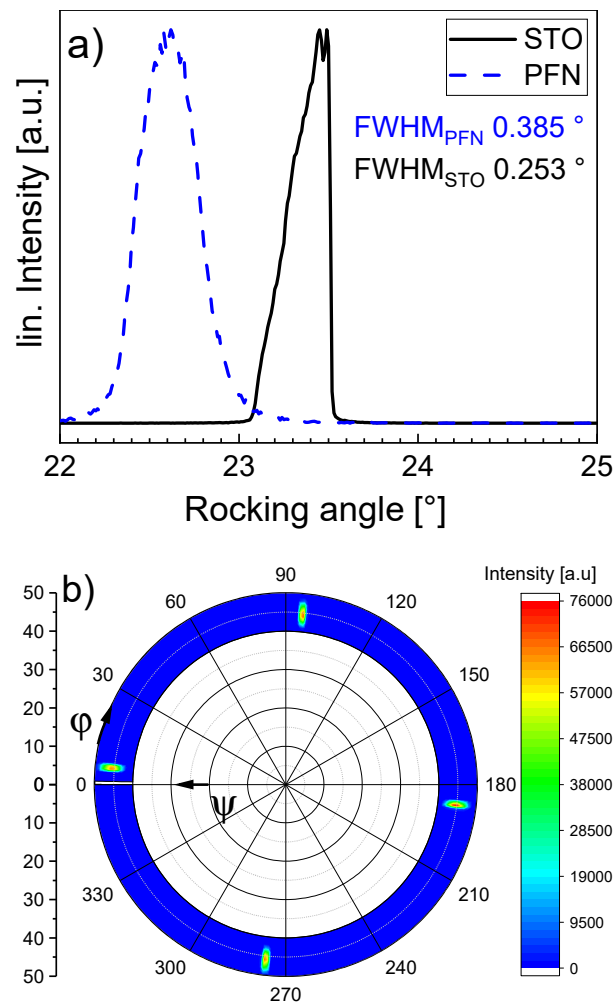 a)
STO
PFN
FWHM_PFN 0.385 °
FWHM_STO 0.253 °
lin. Intensity [a.u.]
22 23 24 25
Rocking angle [°]
b)
Intensity [a.u]
50
40
30
20
10
0
10
20
30
40
50
0
30
60
90
120
150
180
210
240
270
300
330
φ
ψ
76000
66500
57000
47500
38000
28500
19000
9500
0